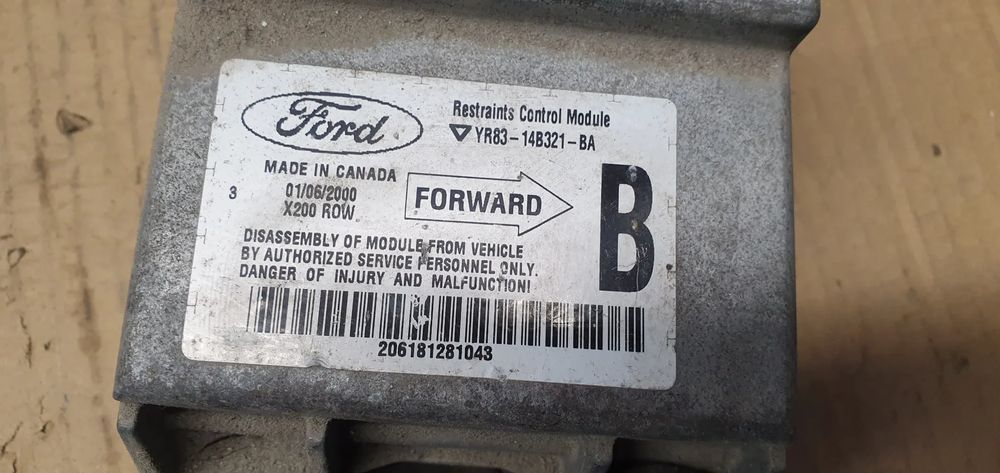 Ford
Restraints Control Module
YR83-14B321-BA
MADE IN CANADA
3
01/06/2000
X200 ROW
FORWARD
B
DISASSEMBLY OF MODULE FROM VEHICLE
BY AUTHORIZED SERVICE PERSONNEL ONLY.
DANGER OF INJURY AND MALFUNCTION!
206181281043